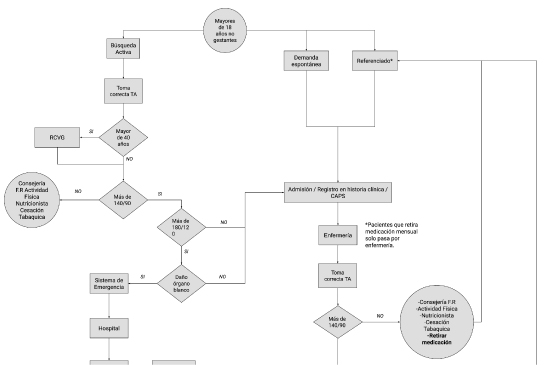 Mayores
de 18
años no
gestantes
Búsqueda
Activa
Demanda
espontánea
Referenciado*
Toma
correcta TA
RCVG
SI
Mayor
de 40
años
NO
Consejería
F.R Actividad
Física
Nutricionista
Cesación
Tabaquica
NO
Más de
140/90
SI
Admisión / Registro en historia clínica /
CAPS
Más de
180/12
0
NO
*Pacientes que retira
medicación mensual
solo pasa por
enfermería.
Enfermería
SI
Sistema de
Emergencia
SI
Daño
órgano
blanco
NO
Toma
correcta TA
Hospital
Más de
140/90
NO
-Consejería F.R
-Actividad Física
-Nutricionista
-Cesación
Tabaquica
-Retirar
medicación